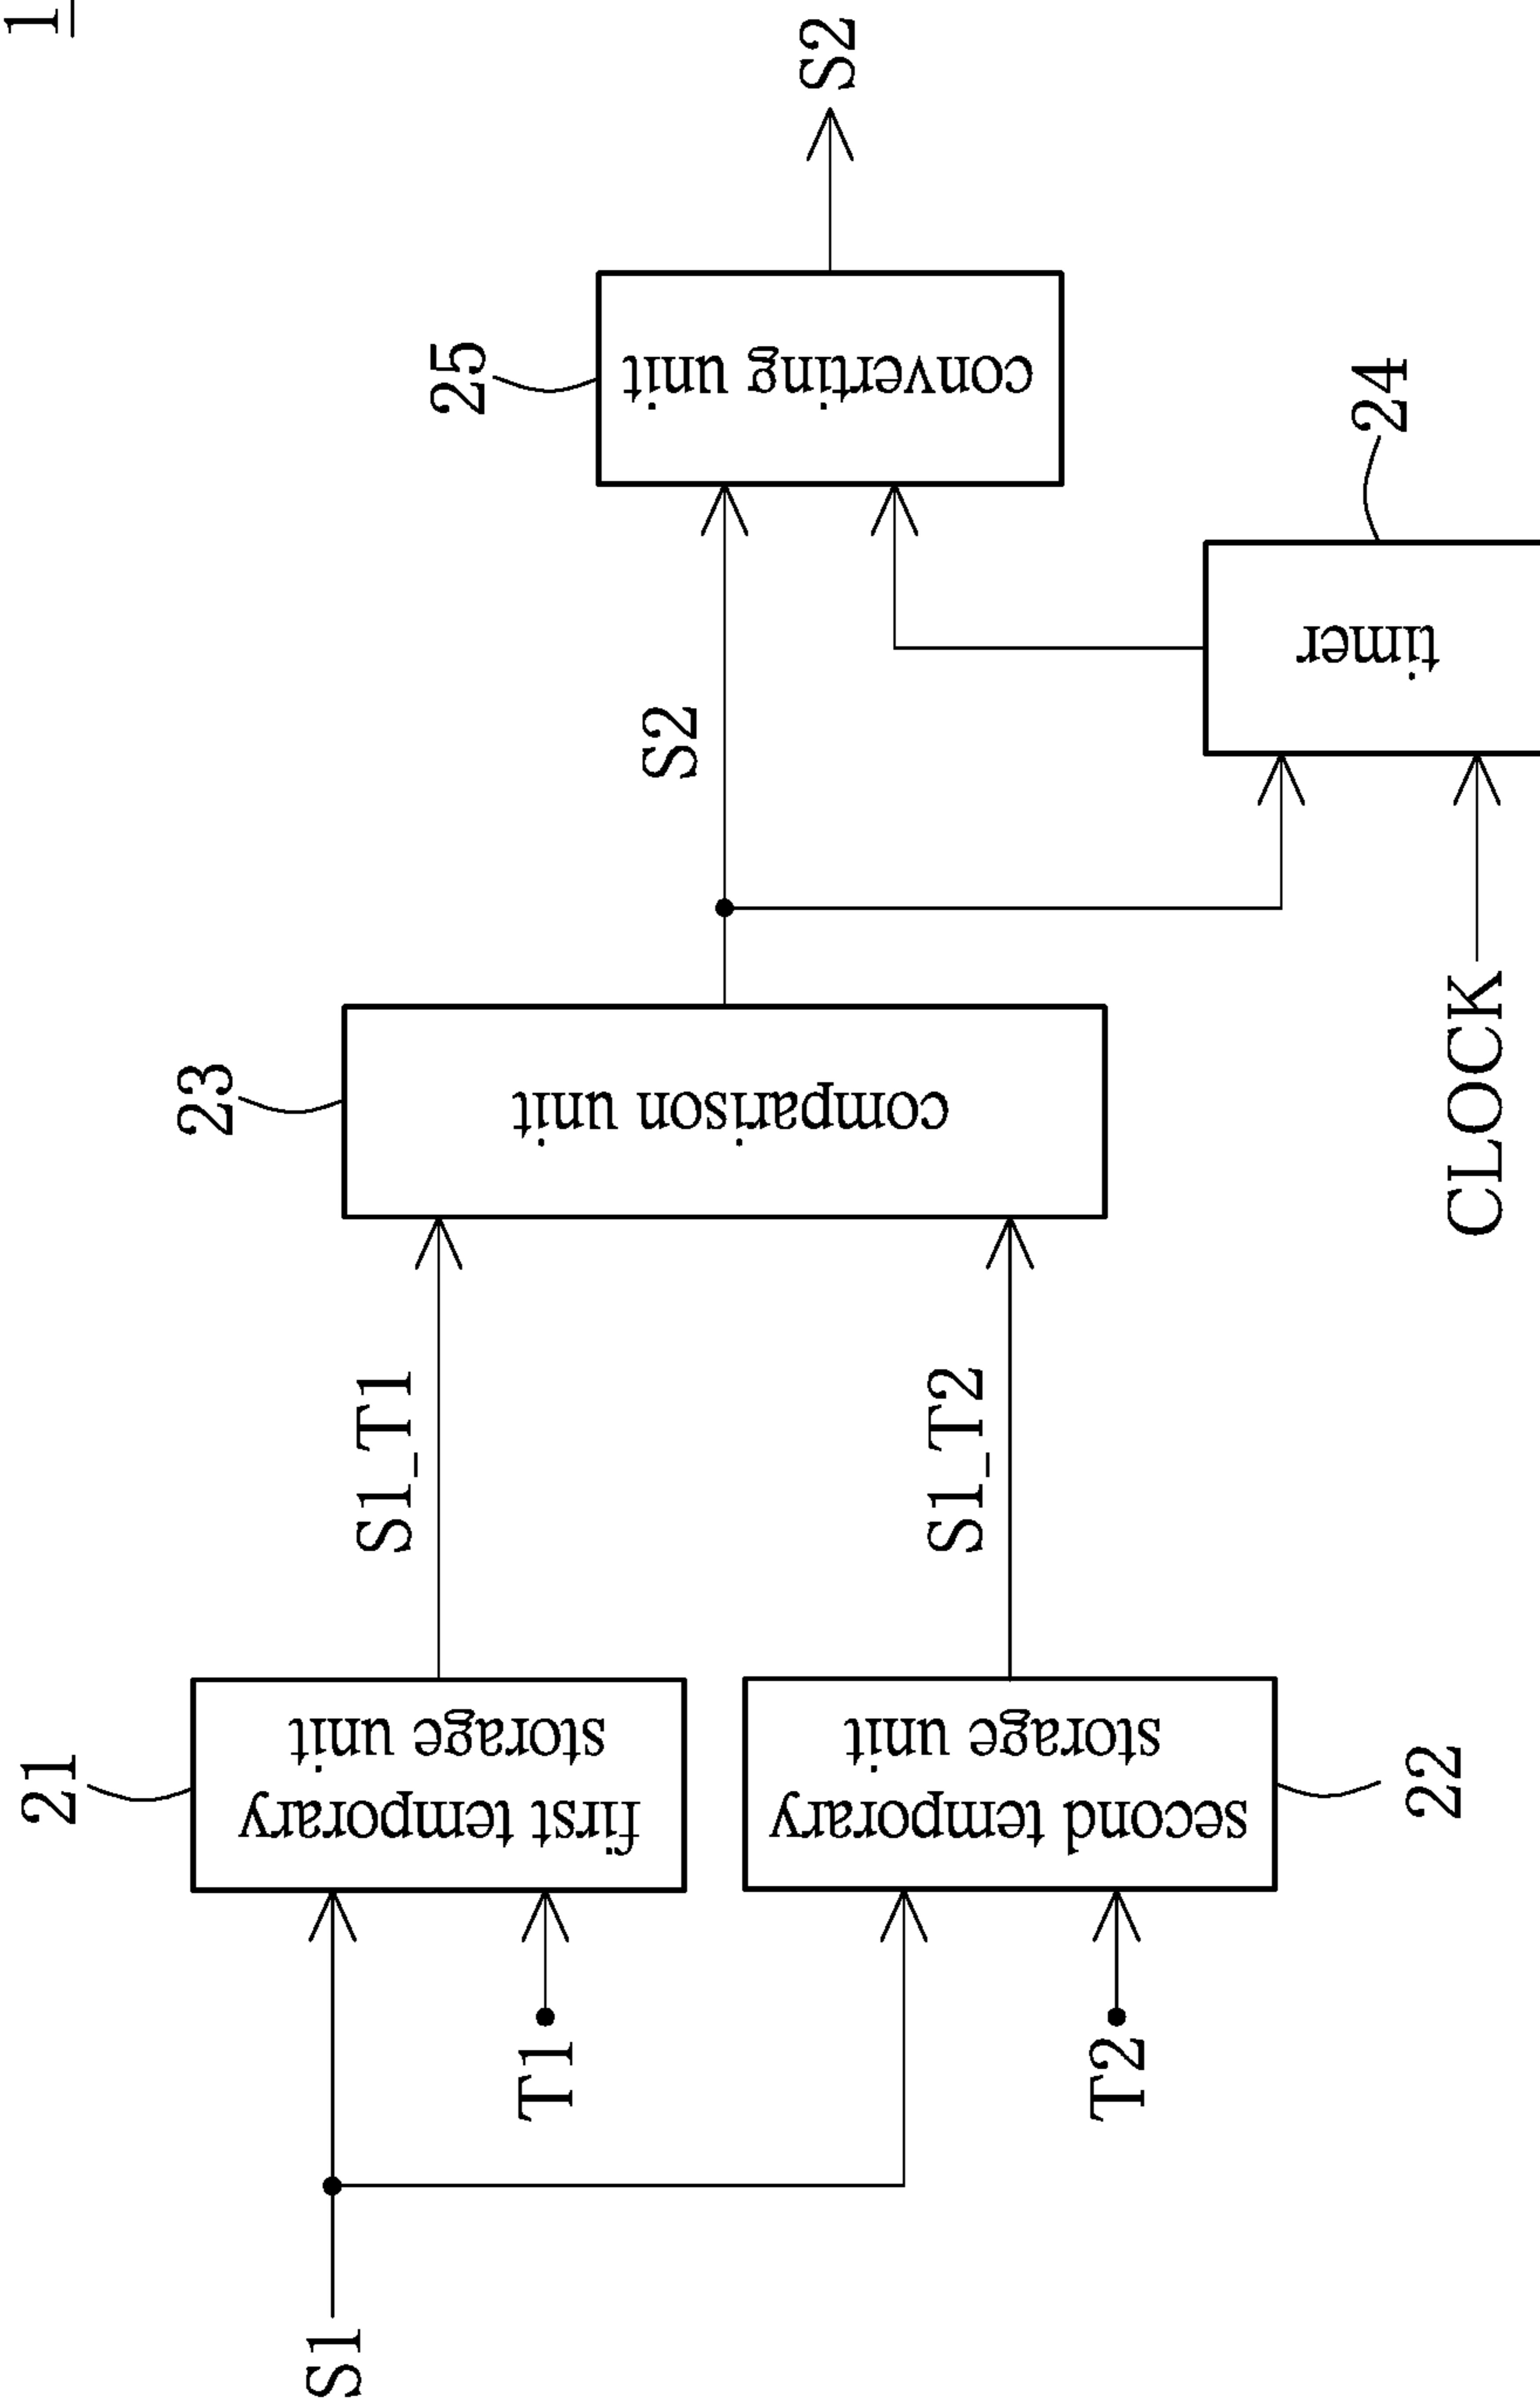 1
S1
T1
T2
21
first temporary
storage unit
second temporary
storage unit
22
S1_T1
S1_T2
23
comparison unit
CLOCK
S2
timer
24
25
converting unit
S2